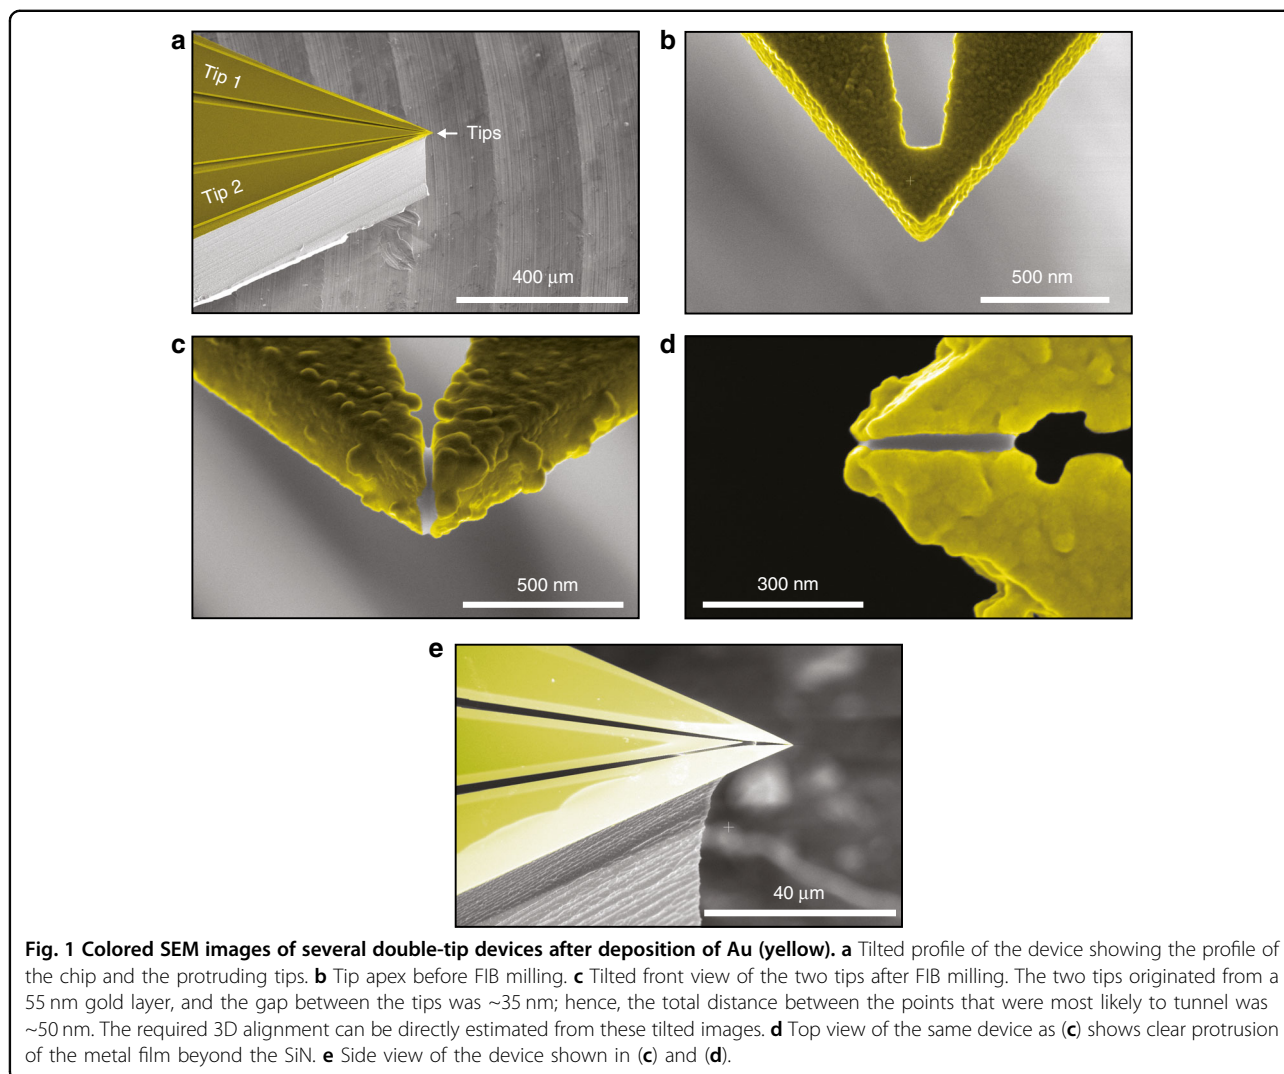 a
Tip 1
Tips
Tip 2
400 µm
b
500 nm
c
500 nm
d
300 nm
e
40 µm
Fig. 1 Colored SEM images of several double-tip devices after deposition of Au (yellow). a Tilted profile of the device showing the profile of
the chip and the protruding tips. b Tip apex before FIB milling. c Tilted front view of the two tips after FIB milling. The two tips originated from a
55 nm gold layer, and the gap between the tips was ~35 nm; hence, the total distance between the points that were most likely to tunnel was
~50 nm. The required 3D alignment can be directly estimated from these tilted images. d Top view of the same device as (c) shows clear protrusion
of the metal film beyond the SiN. e Side view of the device shown in (c) and (d).